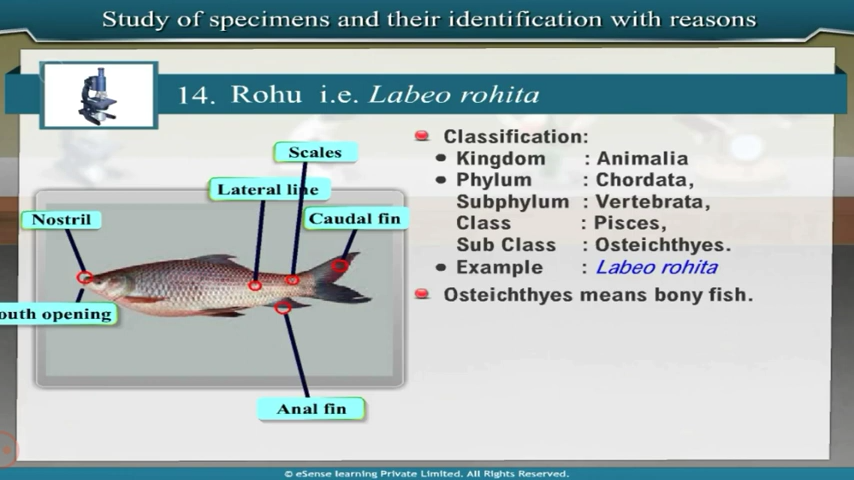 Study of specimens and their identification with reasons
14. Rohu i.e. Labeo rohita
Scales
Lateral line
Nostril
Caudal fin
outh opening
Anal fin
Classification:
Kingdom : Animalia
Phylum : Chordata,
Subphylum : Vertebrata,
Class : Pisces,
Sub Class : Osteichthyes.
Example : Labeo rohita
Osteichthyes means bony fish.
© eSense learning Private Limited. All Rights Reserved.